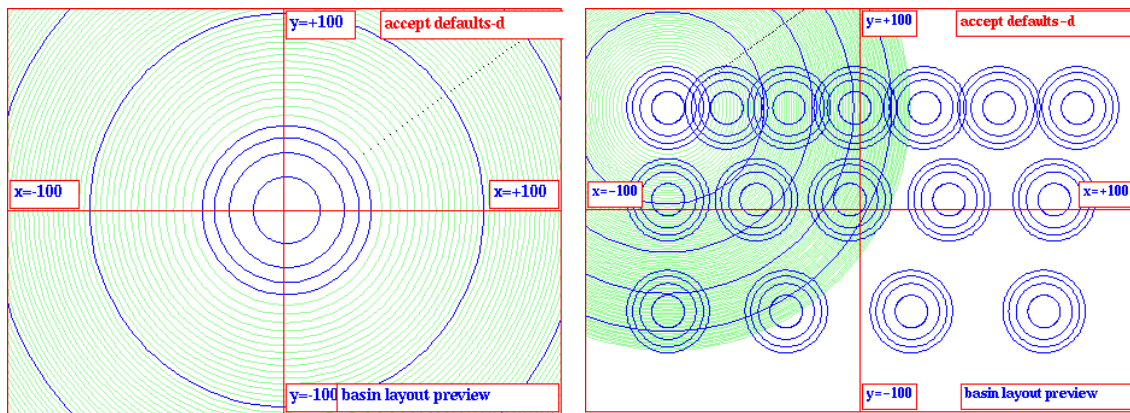 y=+100
accept defaults-d
x=-100
x=+100
y=-100
basin layout preview
y=+100
accept defaults-d
x=-100
x=+100
y=-100
basin layout preview